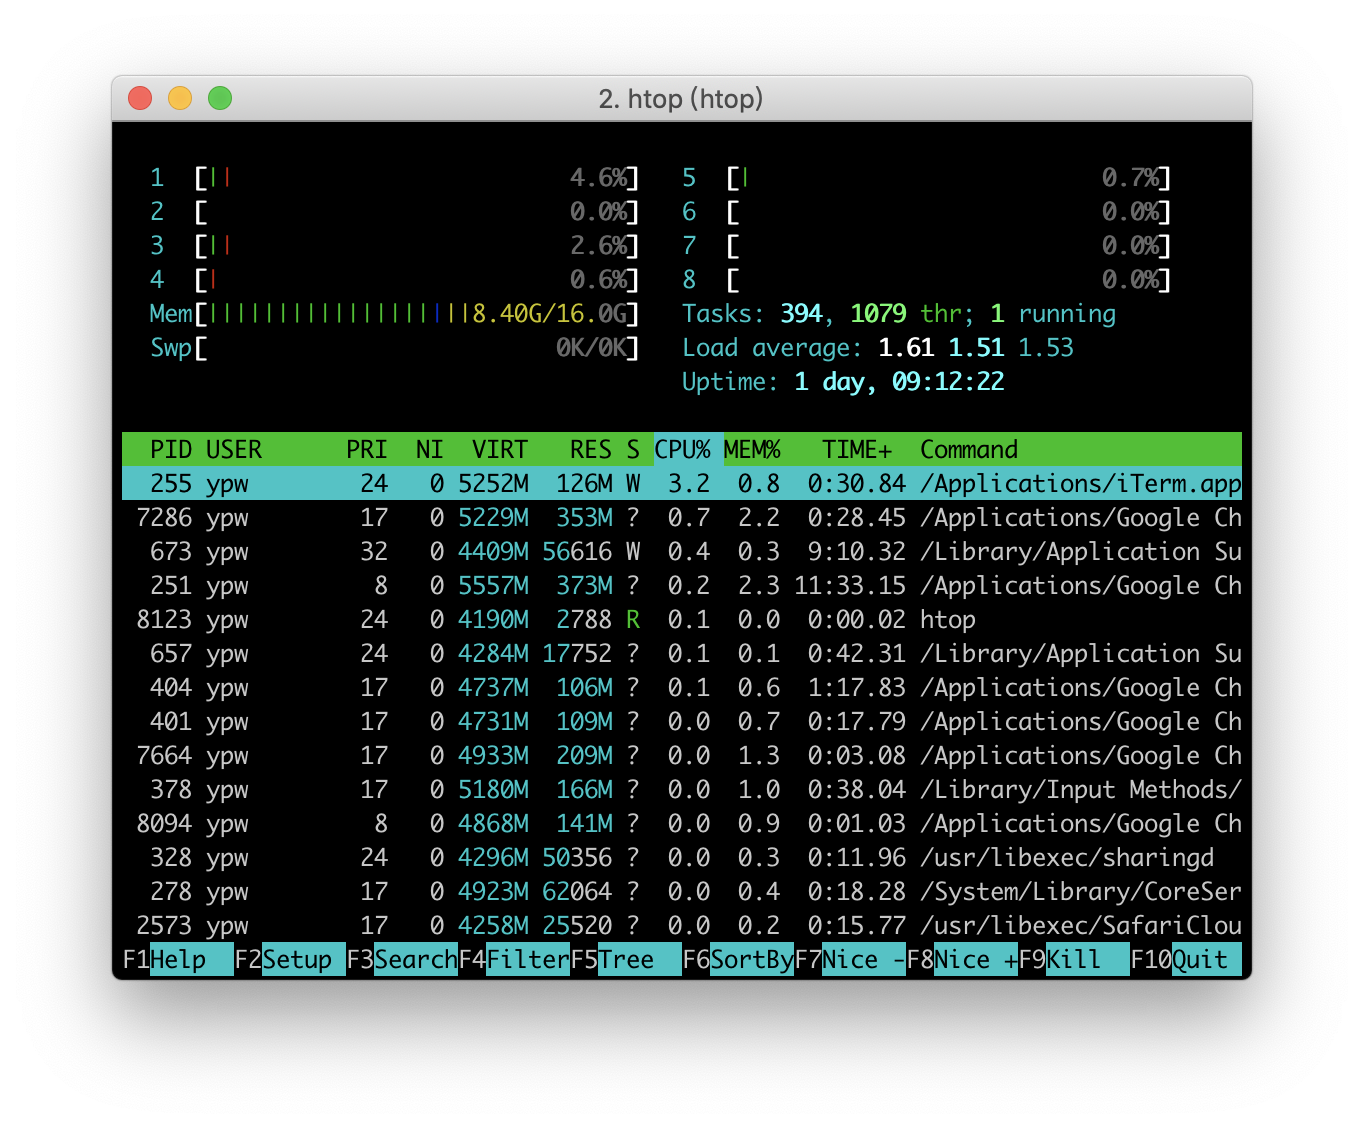 2. htop (htop)
1 [|| 4.6%] 5 [| 0.7%]
2 [ 0.0%] 6 [ 0.0%]
3 [|| 2.6%] 7 [ 0.0%]
4 [| 0.6%] 8 [ 0.0%]
Mem[|||||||||||||||||||8.40G/16.0G] Tasks: 394, 1079 thr; 1 running
Swp[ 0K/0K] Load average: 1.61 1.51 1.53
Uptime: 1 day, 09:12:22
PID USER PRI NI VIRT RES S CPU% MEM% TIME+ Command
255 ypw 24 0 5252M 126M W 3.2 0.8 0:30.84 /Applications/iTerm.app
7286 ypw 17 0 5229M 353M ? 0.7 2.2 0:28.45 /Applications/Google Ch
673 ypw 32 0 4409M 56616 W 0.4 0.3 9:10.32 /Library/Application Su
251 ypw 8 0 5557M 373M ? 0.2 2.3 11:33.15 /Applications/Google Ch
8123 ypw 24 0 4190M 2788 R 0.1 0.0 0:00.02 htop
657 ypw 24 0 4284M 17752 ? 0.1 0.1 0:42.31 /Library/Application Su
404 ypw 17 0 4737M 106M ? 0.1 0.6 1:17.83 /Applications/Google Ch
401 ypw 17 0 4731M 109M ? 0.0 0.7 0:17.79 /Applications/Google Ch
7664 ypw 17 0 4933M 209M ? 0.0 1.3 0:03.08 /Applications/Google Ch
378 ypw 17 0 5180M 166M ? 0.0 1.0 0:38.04 /Library/Input Methods/
8094 ypw 8 0 4868M 141M ? 0.0 0.9 0:01.03 /Applications/Google Ch
328 ypw 24 0 4296M 50356 ? 0.0 0.3 0:11.96 /usr/libexec/sharingd
278 ypw 17 0 4923M 62064 ? 0.0 0.4 0:18.28 /System/Library/CoreSer
2573 ypw 17 0 4258M 25520 ? 0.0 0.2 0:15.77 /usr/libexec/SafariClou
F1Help F2Setup F3SearchF4FilterF5Tree F6SortByF7Nice -F8Nice +F9Kill F10Quit